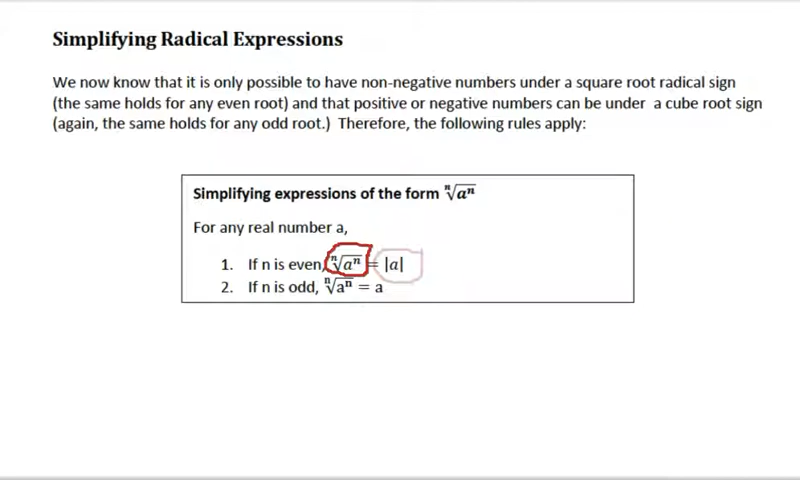 Simplifying Radical Expressions
We now know that it is only possible to have non-negative numbers under a square root radical sign
(the same holds for any even root) and that positive or negative numbers can be under a cube root sign
(again, the same holds for any odd root.) Therefore, the following rules apply:
Simplifying expressions of the form ⁿ√aⁿ
For any real number a,
1. If n is even, ⁿ√aⁿ = |a|
2. If n is odd, ⁿ√aⁿ = a